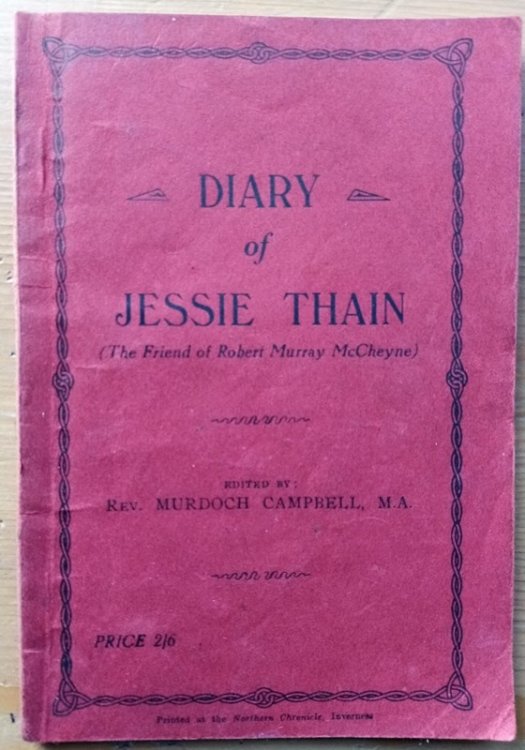 DIARY
of
JESSIE THAIN
(The Friend of Robert Murray McCheyne)
EDITED BY:
REV. MURDOCH CAMPBELL, M.A.
PRICE 2/6
Printed at the Northern Chronicle, Inverness